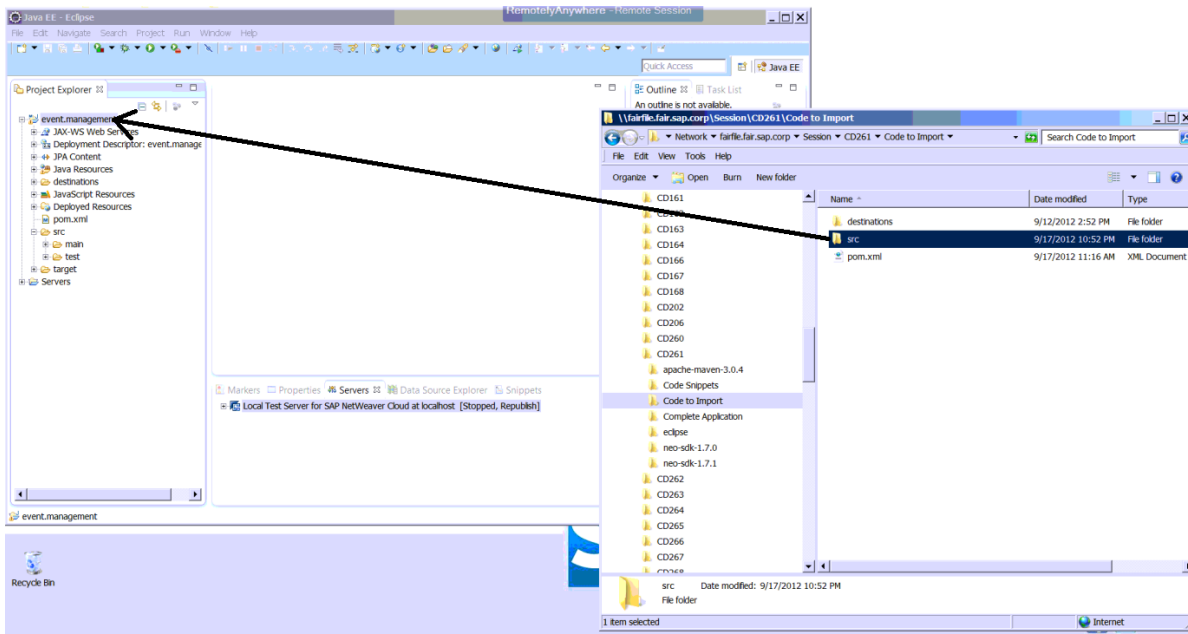 RemotelyAnywhere - Remote Session
Java EE - Eclipse
File Edit Navigate Search Project Run Window Help
Quick Access
Java EE
Project Explorer
Outline Task List
An outline is not available.
event.management
JAX-WS Web Services
Deployment Descriptor: event.manage
JPA Content
Java Resources
destinations
JavaScript Resources
Deployed Resources
pom.xml
src
main
test
target
Servers
Markers Properties Servers Data Source Explorer Snippets
Local Test Server for SAP NetWeaver Cloud at localhost [Stopped, Republish]
event.management
Recycle Bin
\\fairfile.fair.sap.corp\Session\CD261\Code to Import
Network fairfile.fair.sap.corp Session CD261 Code to Import
Search Code to Import
File Edit View Tools Help
Organize Open Burn New folder
CD161
CD163
CD164
CD166
CD167
CD168
CD202
CD206
CD260
CD261
apache-maven-3.0.4
Code Snippets
Code to Import
Complete Application
eclipse
neo-sdk-1.7.0
neo-sdk-1.7.1
CD262
CD263
CD264
CD265
CD266
CD267
CD268
Name Date modified Type
destinations 9/12/2012 2:52 PM File folder
src 9/17/2012 10:52 PM File folder
pom.xml 9/17/2012 11:16 AM XML Document
src Date modified: 9/17/2012 10:52 PM
File folder
1 item selected
Internet